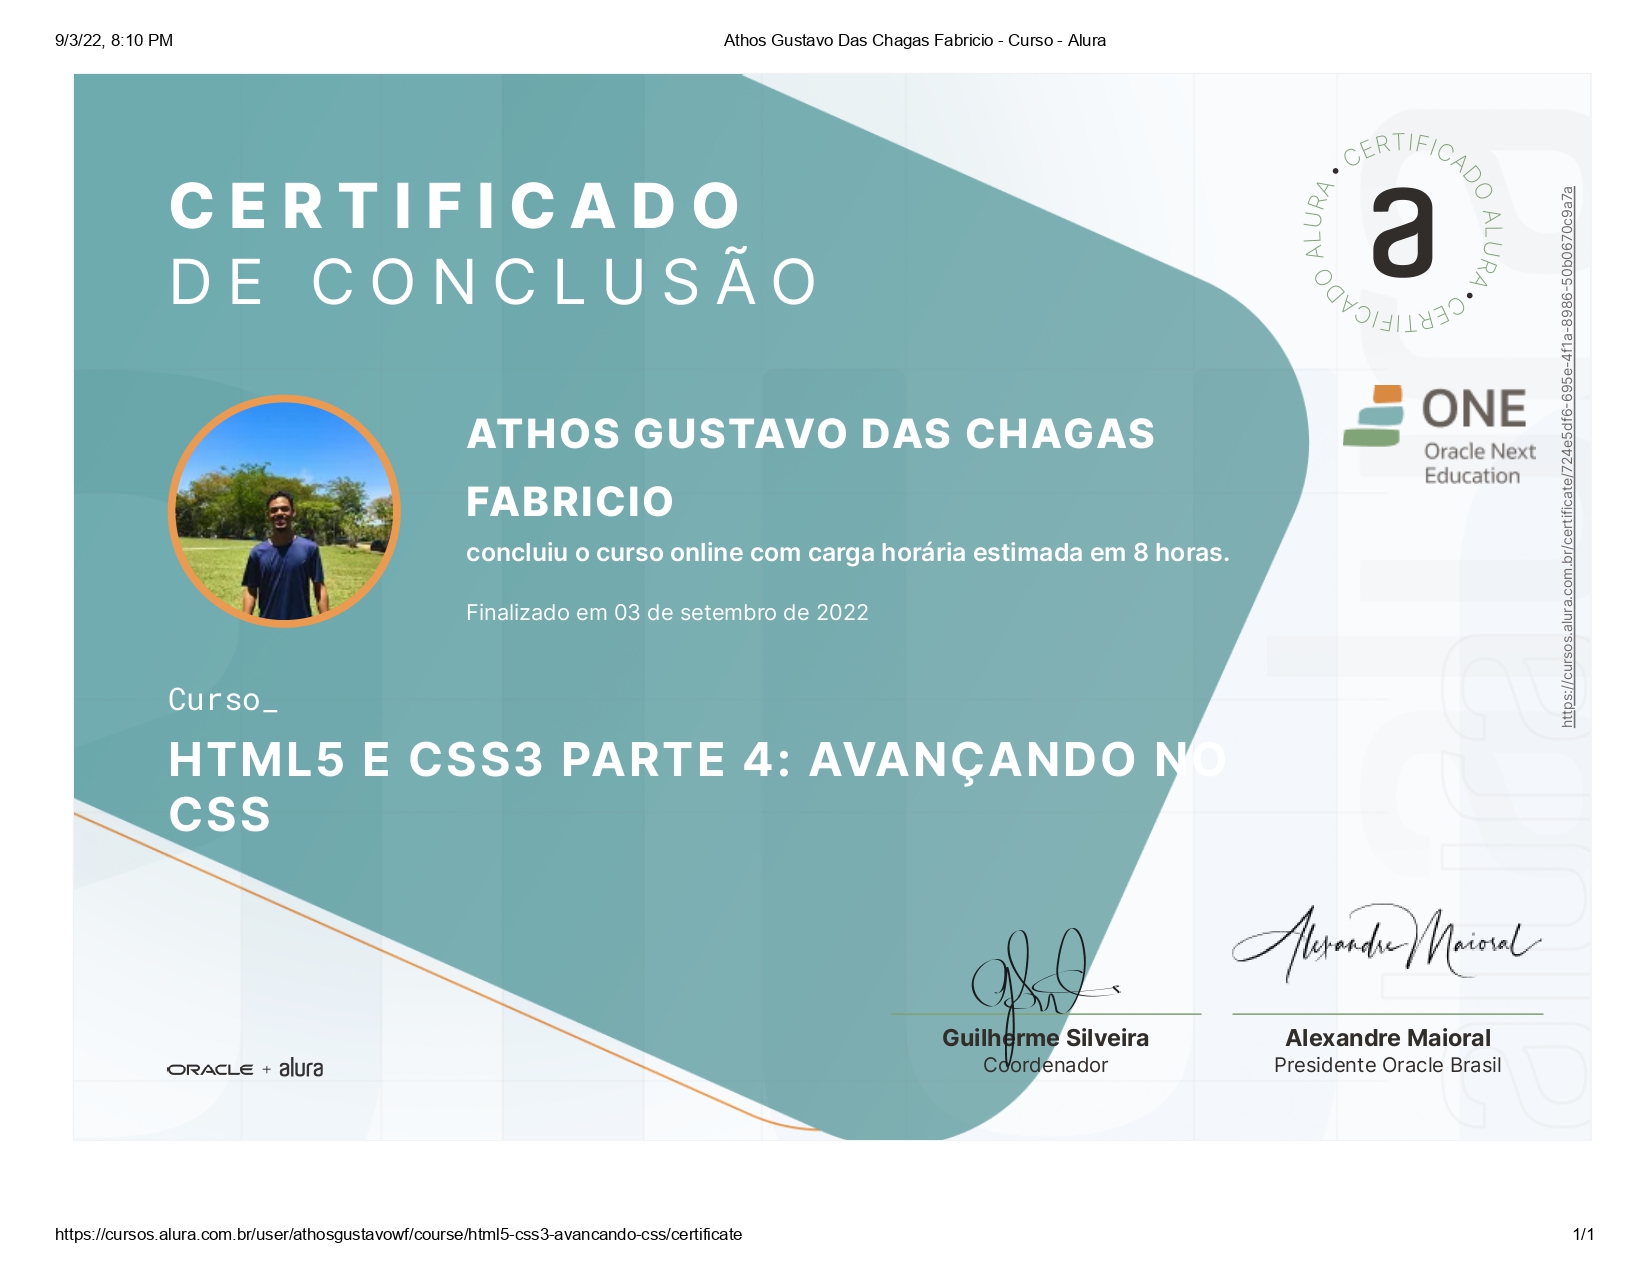 9/3/22, 8:10 PM
Athos Gustavo Das Chagas Fabricio - Curso - Alura
CERTIFICADO
DE CONCLUSÃO
• CERTIFICADO ALURA • CERTIFICADO ALURA
a
ONE
Oracle Next
Education
https://cursos.alura.com.br/certificate/724e5df6-695e-4f1a-8986-50b0670c9a7a
ATHOS GUSTAVO DAS CHAGAS
FABRICIO
concluiu o curso online com carga horária estimada em 8 horas.
Finalizado em 03 de setembro de 2022
Curso_
HTML5 E CSS3 PARTE 4: AVANÇANDO NO
CSS
alura
Alexandre Maioral
Guilherme Silveira
Coordenador
Alexandre Maioral
Presidente Oracle Brasil
ORACLE + alura
https://cursos.alura.com.br/user/athosgustavowf/course/html5-css3-avancando-css/certificate
1/1